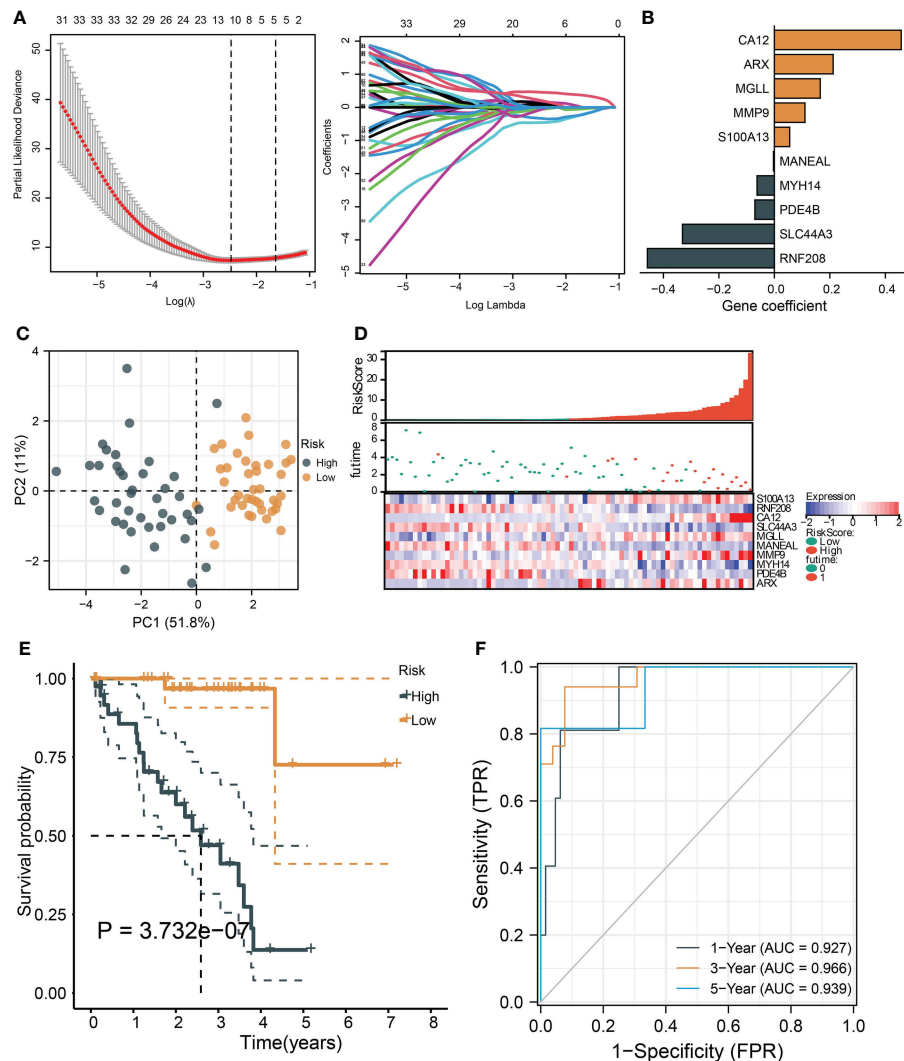 A
31 33 33 33 32 29 26 24 23 13 10 8 5 5 2
Partial Likelihood Deviance
50
40
30
20
10
−5 −4 −3 −2 −1
Log(λ)
33 29 20 6 0
Coefficients
2
1
0
−1
−2
−3
−4
−5
−5 −4 −3 −2 −1
Log Lambda
B
CA12
ARX
MGLL
MMP9
S100A13
MANEAL
MYH14
PDE4B
SLC44A3
RNF208
−0.4 −0.2 0.0 0.2 0.4
Gene coefficient
C
PC2 (11%)
4
2
0
−2
−4 −2 0 2
PC1 (51.8%)
Risk
High
Low
D
RiskScore
30
20
10
0
futime
8
6
4
2
0
S100A13
RNF208
CA12
SLC44A3
MGLL
MANEAL
MMP9
MYH14
PDE4B
ARX
Expression
−2 −1 0 1 2
RiskScore:
Low
High
futime:
0
1
E
Survival probability
1.00
0.75
0.50
0.25
0.00
P = 3.732e−07
0 1 2 3 4 5 6 7 8
Time(years)
Risk
High
Low
F
Sensitivity (TPR)
1.0
0.8
0.6
0.4
0.2
0.0
1−Year (AUC = 0.927)
3−Year (AUC = 0.966)
5−Year (AUC = 0.939)
0.0 0.2 0.4 0.6 0.8 1.0
1−Specificity (FPR)